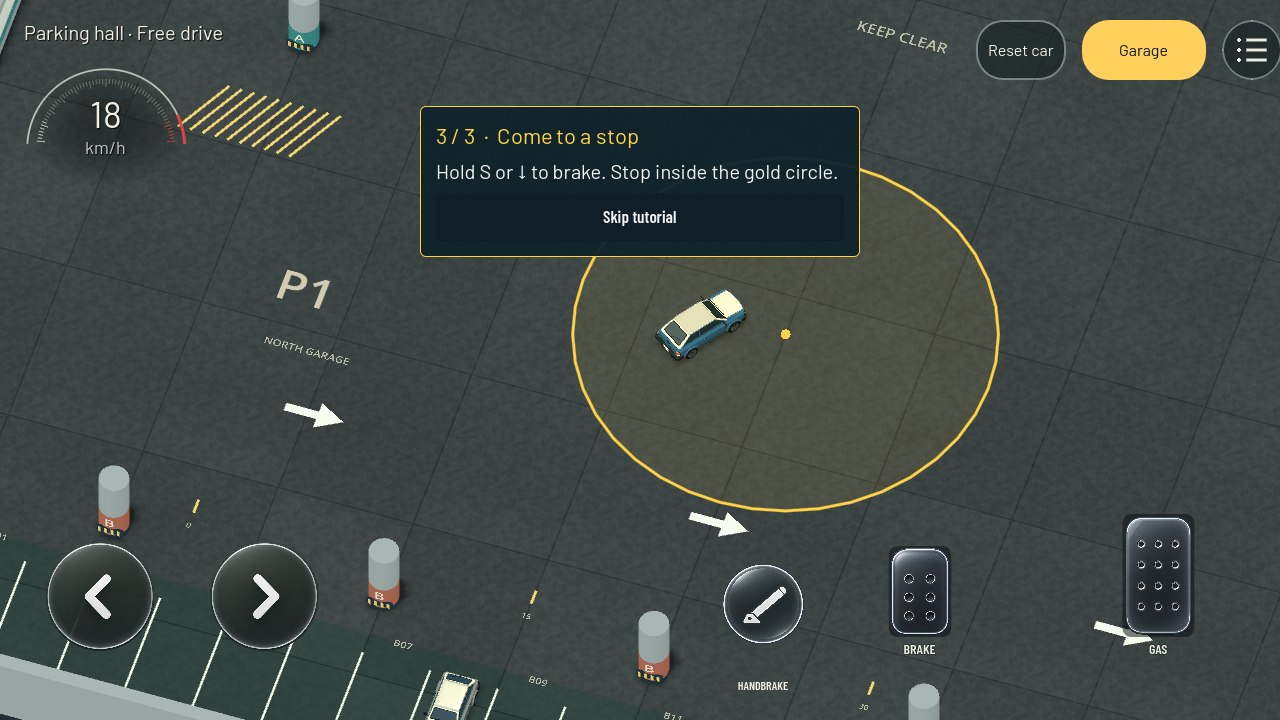 Parking hall · Free drive
A
KEEP CLEAR
Reset car
Garage
18
km/h
3 / 3 · Come to a stop
Hold S or ↓ to brake. Stop inside the gold circle.
Skip tutorial
P1
NORTH GARAGE
B
B
B
B07
B09
B11
15
HANDBRAKE
BRAKE
GAS